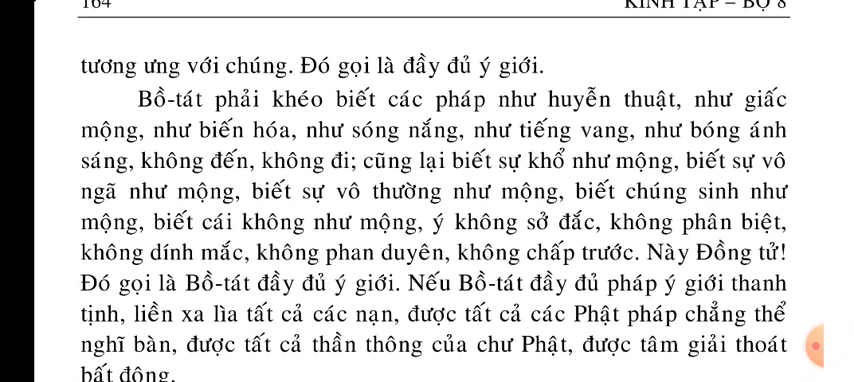 164 KINH TẬP – BỘ 8
tương ưng với chúng. Đó gọi là đầy đủ ý giới.
Bồ-tát phải khéo biết các pháp như huyễn thuật, như giấc
mộng, như biến hóa, như sóng nắng, như tiếng vang, như bóng ánh
sáng, không đến, không đi; cũng lại biết sự khổ như mộng, biết sự vô
ngã như mộng, biết sự vô thường như mộng, biết chúng sinh như
mộng, biết cái không như mộng, ý không sở đắc, không phân biệt,
không dính mắc, không phan duyên, không chấp trước. Này Đồng tử!
Đó gọi là Bồ-tát đầy đủ ý giới. Nếu Bồ-tát đầy đủ pháp ý giới thanh
tịnh, liền xa lìa tất cả các nạn, được tất cả các Phật pháp chẳng thể
nghĩ bàn, được tất cả thần thông của chư Phật, được tâm giải thoát
bất động.